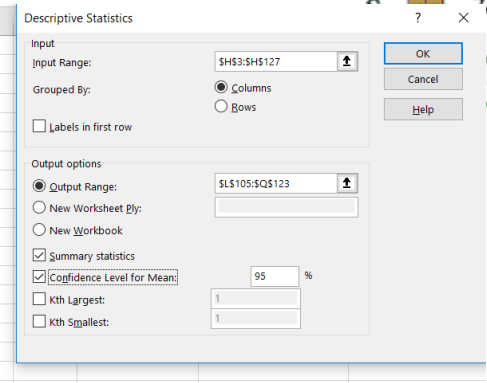 Descriptive Statistics ? ×
Input
Input Range: $H$3:$H$127
OK
Grouped By: Columns
Cancel
Rows
Help
Labels in first row
Output options
Output Range: $L$105:$Q$123
New Worksheet Ply:
New Workbook
Summary statistics
Confidence Level for Mean: 95 %
Kth Largest: 1
Kth Smallest: 1